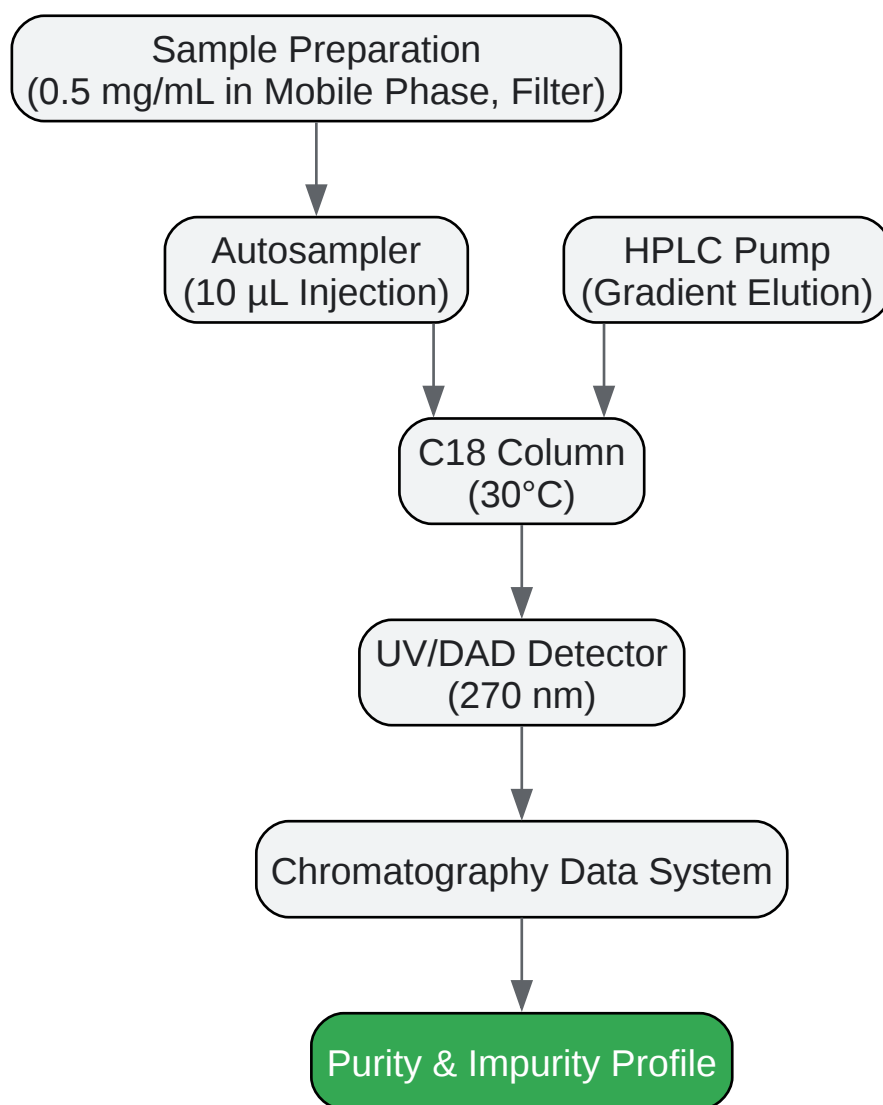 Sample Preparation
(0.5 mg/mL in Mobile Phase, Filter)
Autosampler
(10 µL Injection)
HPLC Pump
(Gradient Elution)
C18 Column
(30°C)
UV/DAD Detector
(270 nm)
Chromatography Data System
Purity & Impurity Profile